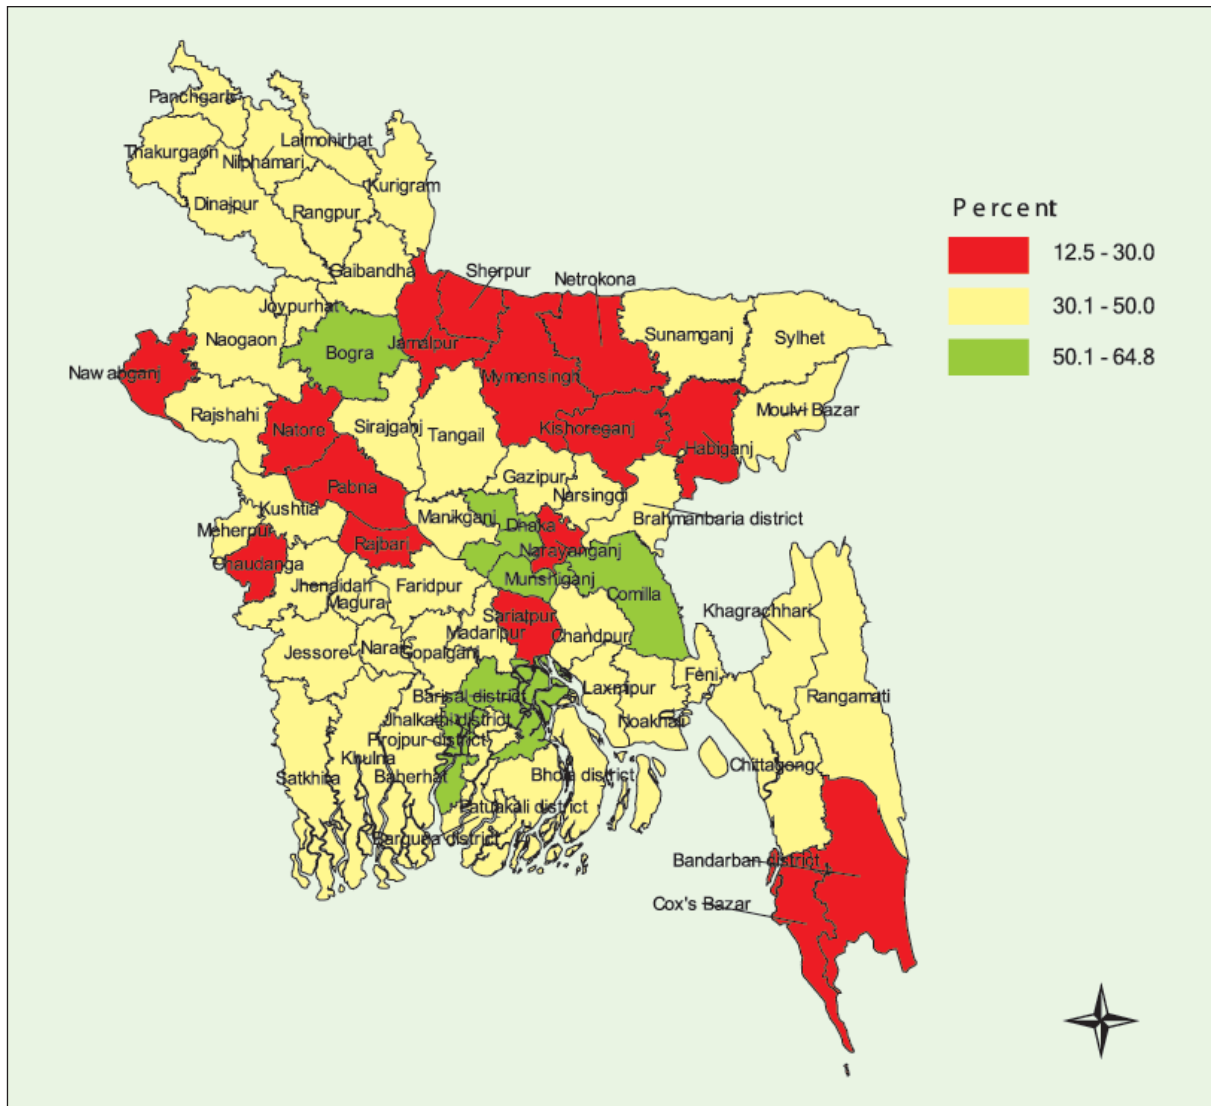 Panchgarh
Lalmohirhat
Thakurgaon
Nilphamari
Kurigram
Dinajpur
Rangpur
Percent
12.5 - 30.0
30.1 - 50.0
50.1 - 64.8
Gaibandha
Sherpur
Netrokona
Joypurhat
Naogaon
Bogra
Jamalpur
Sunamganj
Sylhet
Nawabganj
Mymensingh
Rajshahi
Natore
Sirajganj
Tangail
Kishoreganj
Moulvi Bazar
Habiganj
Pabna
Gazipur
Narsingdi
Kushtia
Manikganj
Dhaka
Brahmanbaria district
Meherpur
Rajbari
Narayanganj
Chaudanga
Jhenaidah
Faridpur
Munshiganj
Comilla
Magura
Khagrachhari
Sariatpur
Madaripur
Chandpur
Jessore
Narail
Gopalganj
Feni
Laxmipur
Rangamati
Barisal district
Jhalkathi district
Noakhali
Pirojpur district
Khulna
Chittagong
Satkhira
Baherhat
Bhola district
Patuakali district
Barguna district
Bandarban district
Cox's Bazar